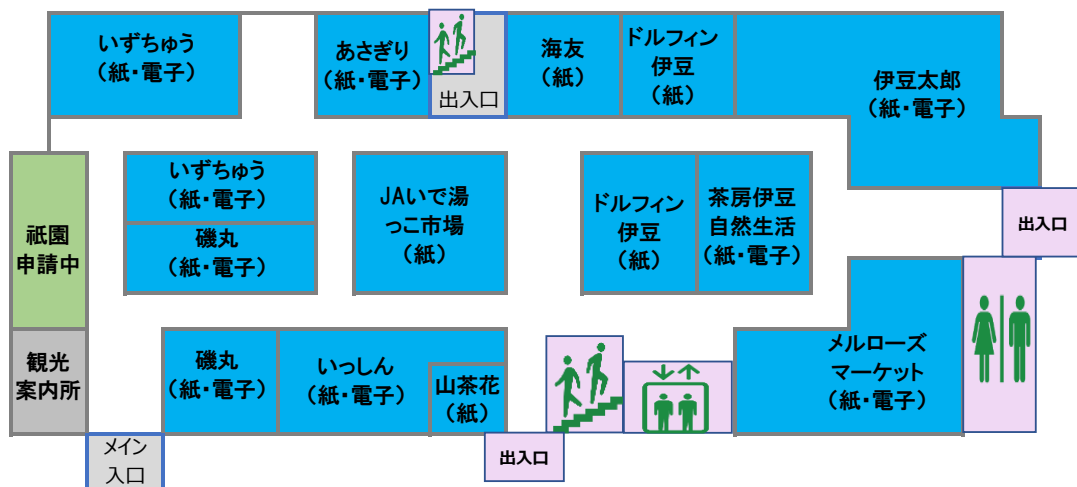 いずちゅう
（紙・電子）
あさぎり
（紙・電子）
出入口
海友
（紙）
ドルフィン
伊豆
（紙）
伊豆太郎
（紙・電子）
祇園
申請中
いずちゅう
（紙・電子）
磯丸
（紙・電子）
JAいで湯
っこ市場
（紙）
ドルフィン
伊豆
（紙）
茶房伊豆
自然生活
（紙・電子）
出入口
観光
案内所
磯丸
（紙・電子）
いっしん
（紙・電子）
山茶花
（紙）
メルローズ
マーケット
（紙・電子）
メイン
入口
出入口